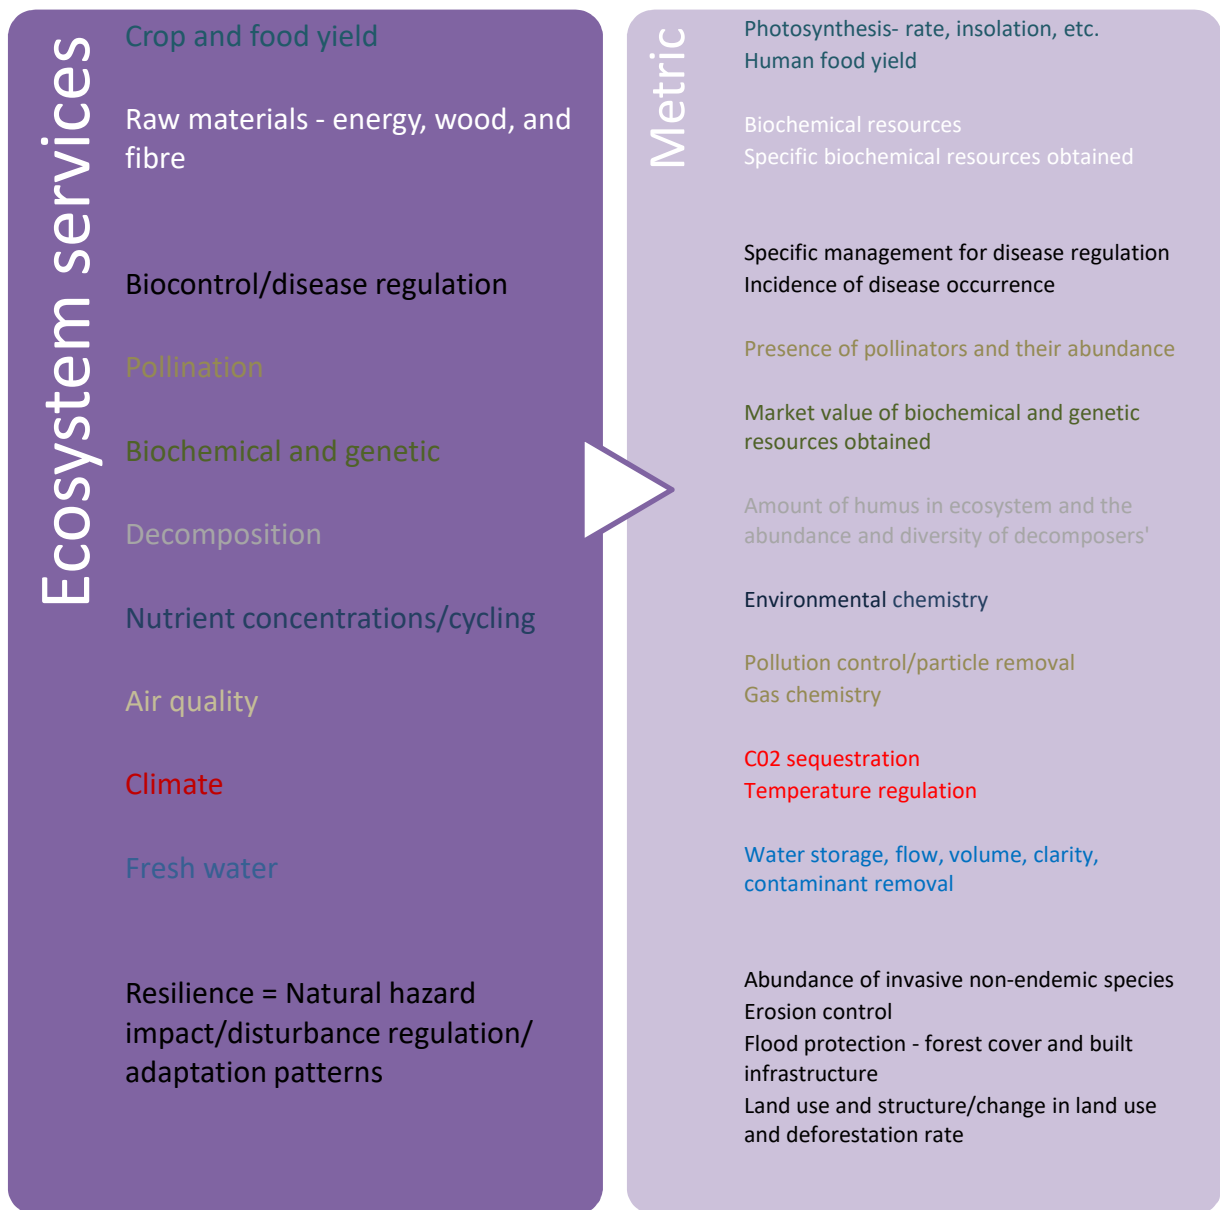 Ecosystem services
Crop and food yield
Raw materials - energy, wood, and
fibre
Biocontrol/disease regulation
Pollination
Biochemical and genetic
Decomposition
Nutrient concentrations/cycling
Air quality
Climate
Fresh water
Resilience = Natural hazard
impact/disturbance regulation/
adaptation patterns
Metric
Photosynthesis- rate, insolation, etc.
Human food yield
Biochemical resources
Specific biochemical resources obtained
Specific management for disease regulation
Incidence of disease occurrence
Presence of pollinators and their abundance
Market value of biochemical and genetic
resources obtained
Amount of humus in ecosystem and the
abundance and diversity of decomposers'
Environmental chemistry
Pollution control/particle removal
Gas chemistry
C02 sequestration
Temperature regulation
Water storage, flow, volume, clarity,
contaminant removal
Abundance of invasive non-endemic species
Erosion control
Flood protection - forest cover and built
infrastructure
Land use and structure/change in land use
and deforestation rate